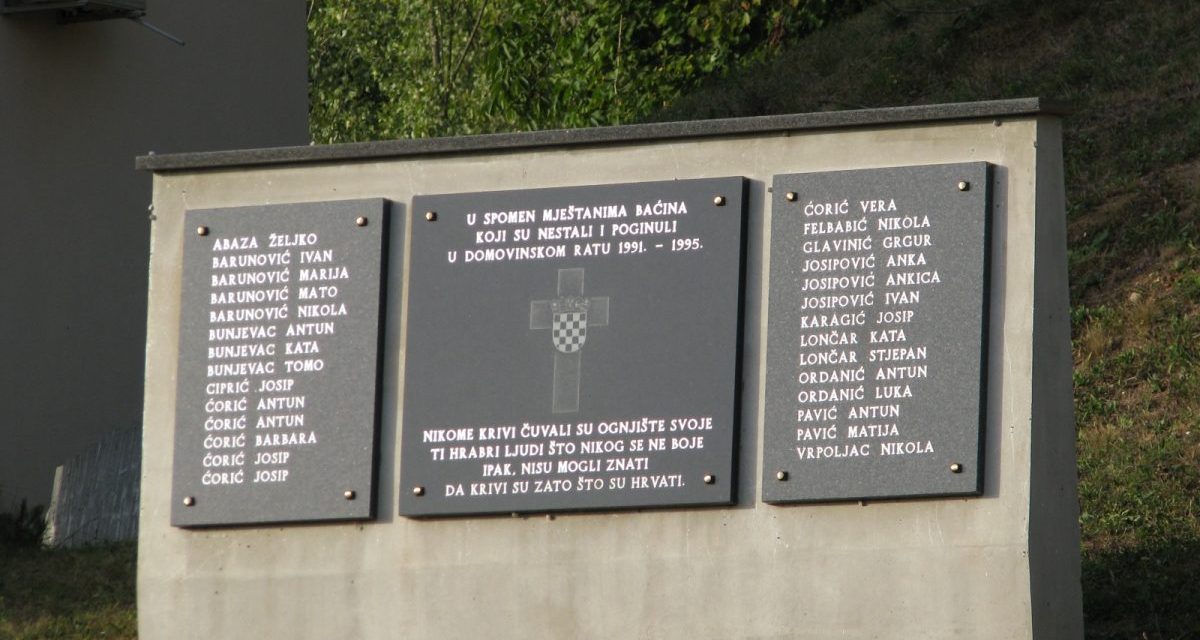 ABAZA ŽELJKO
BARUNOVIĆ IVAN
BARUNOVIĆ MARIJA
BARUNOVIĆ MATO
BARUNOVIĆ NIKOLA
BUNJEVAC ANTUN
BUNJEVAC KATA
BUNJEVAC TOMO
CIPRIĆ JOSIP
ĆORIĆ ANTUN
ĆORIĆ ANTUN
ĆORIĆ BARBARA
ĆORIĆ JOSIP
ĆORIĆ JOSIP
U SPOMEN MJEŠTANIMA BAĆINA
KOJI SU NESTALI I POGINULI
U DOMOVINSKOM RATU 1991. - 1995.
NIKOME KRIVI ČUVALI SU OGNJIŠTE SVOJE
TI HRABRI LJUDI ŠTO NIKOG SE NE BOJE
IPAK, NISU MOGLI ZNATI
DA KRIVI SU ZATO ŠTO SU HRVATI.
ĆORIĆ VERA
FELBABIĆ NIKOLA
GLAVINIĆ GRGUR
JOSIPOVIĆ ANKA
JOSIPOVIĆ ANKICA
JOSIPOVIĆ IVAN
KARAGIĆ JOSIP
LONČAR KATA
LONČAR STJEPAN
ORDANIĆ ANTUN
ORDANIĆ LUKA
PAVIĆ ANTUN
PAVIĆ MATIJA
VRPOLJAC NIKOLA